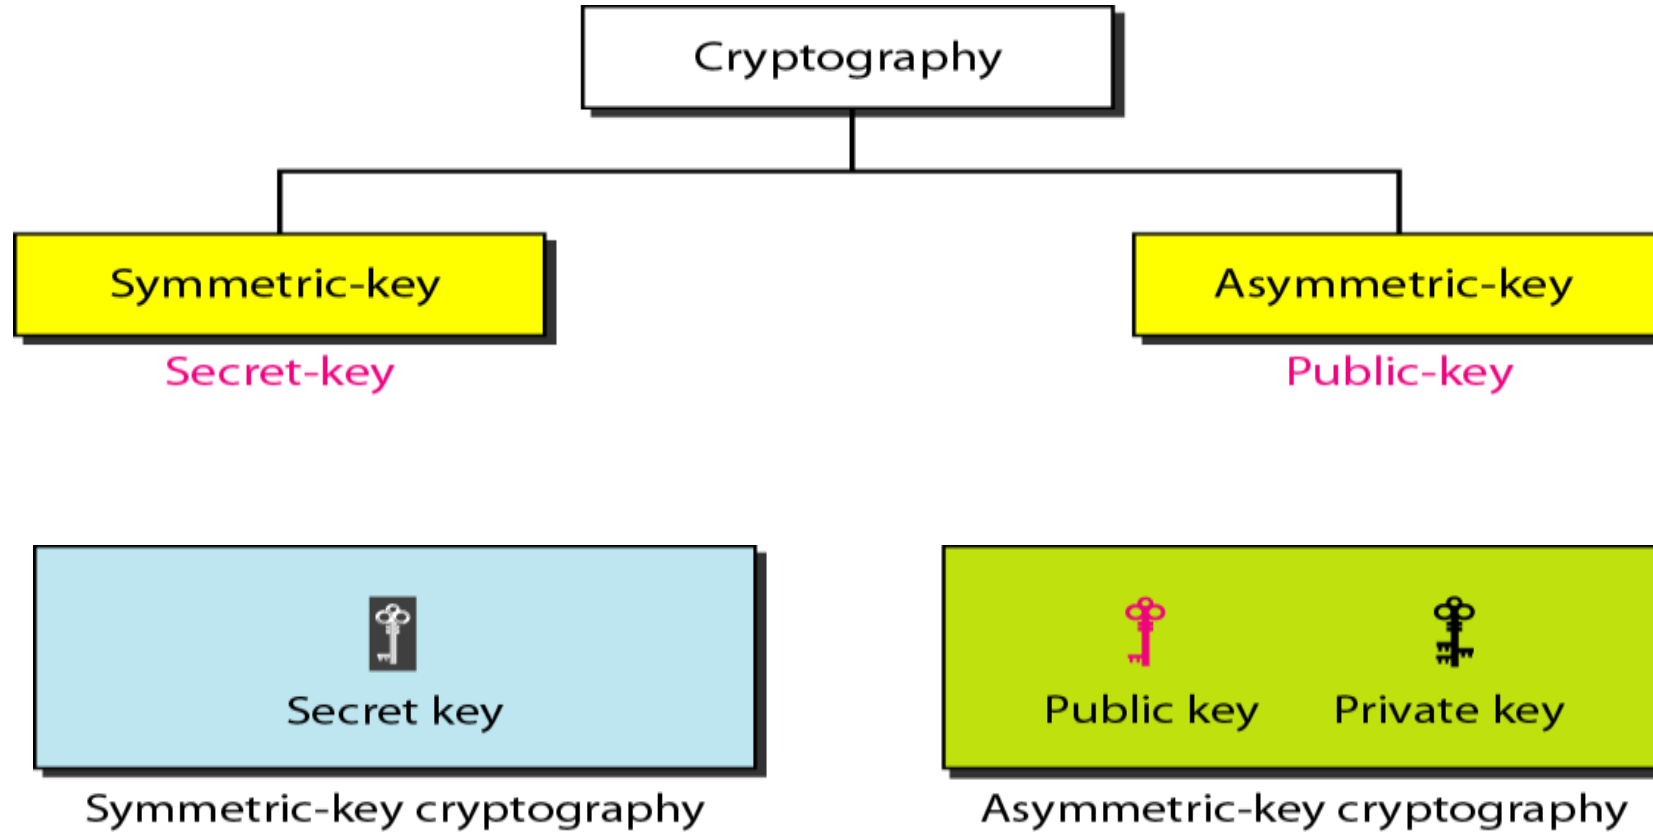 Cryptography
Symmetric-key
Asymmetric-key
Secret-key
Public-key
Secret key
Public key
Private key
Symmetric-key cryptography
Asymmetric-key cryptography